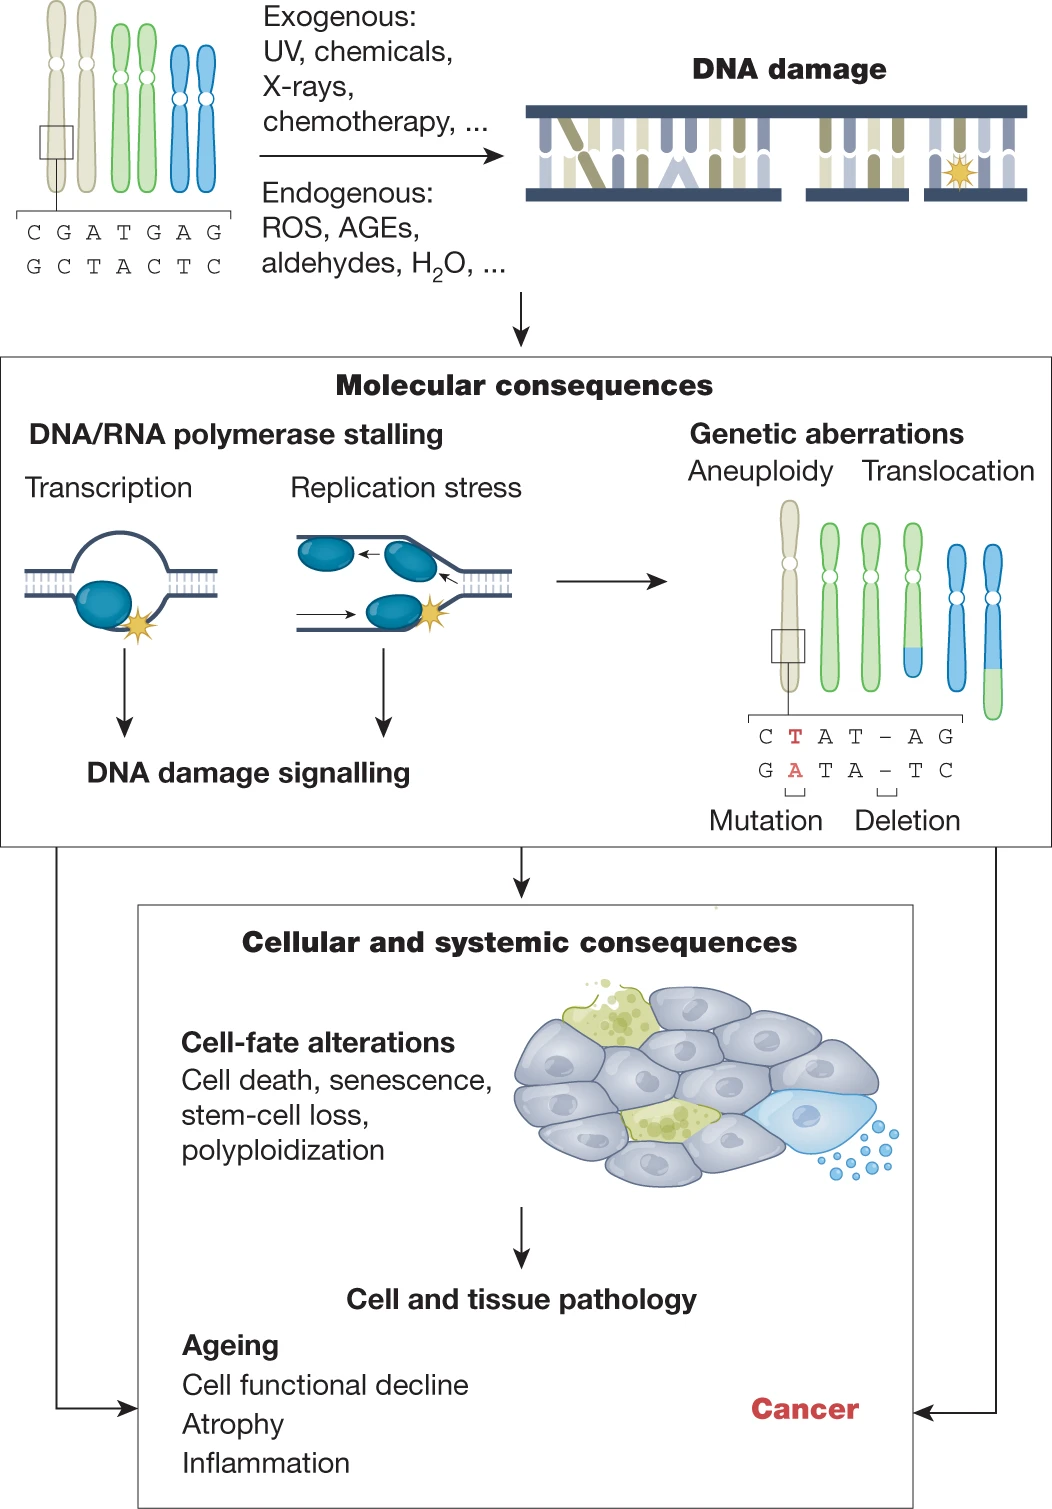 Exogenous:
UV, chemicals,
X-rays,
chemotherapy, ...
DNA damage
Endogenous:
ROS, AGEs,
aldehydes, H₂O, ...
C G A T G A G
G C T A C T C
Molecular consequences
DNA/RNA polymerase stalling
Transcription
Replication stress
DNA damage signalling
Genetic aberrations
Aneuploidy
Translocation
C T A T – A G
G A T A – T C
Mutation
Deletion
Cellular and systemic consequences
Cell-fate alterations
Cell death, senescence,
stem-cell loss,
polyploidization
Cell and tissue pathology
Ageing
Cell functional decline
Atrophy
Inflammation
Cancer